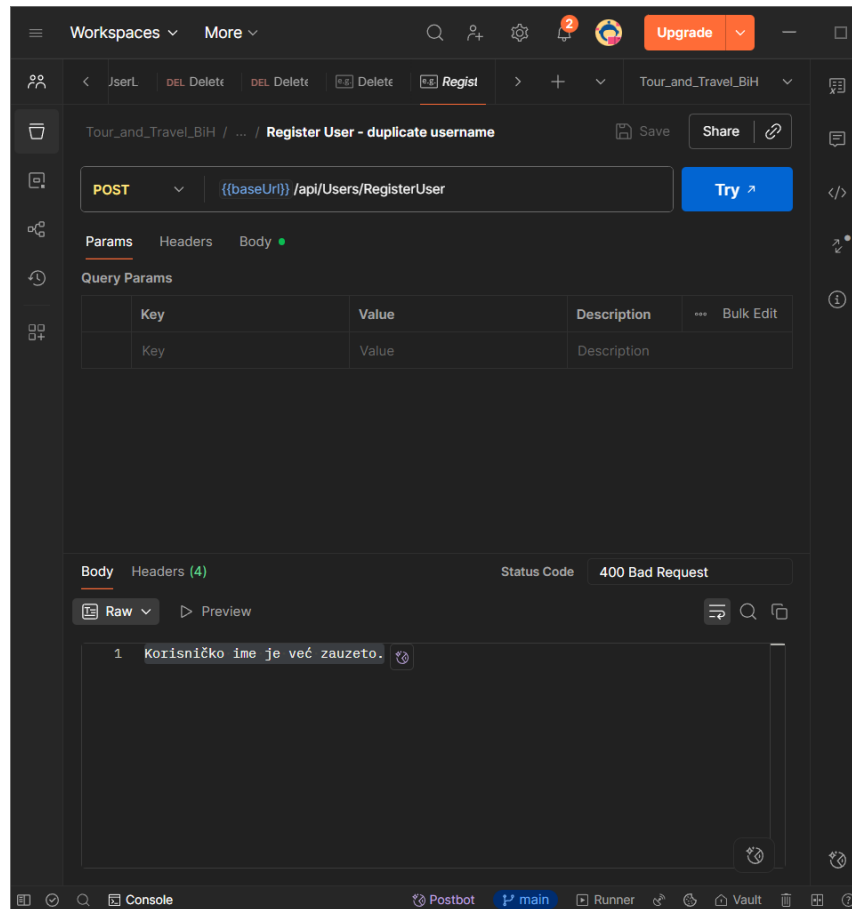 Workspaces More 2 Upgrade
JserL DEL Delete DEL Delete e.g. Delete e.g. Regist Tour_and_Travel_BiH
Tour_and_Travel_BiH / ... / Register User - duplicate username Save Share
POST {{baseUrl}} /api/Users/RegisterUser Try
Params Headers Body
Query Params
Key Value Description Bulk Edit
Key Value Description
Body Headers (4) Status Code 400 Bad Request
Raw Preview
1 Korisničko ime je već zauzeto.
Console Postbot main Runner Vault